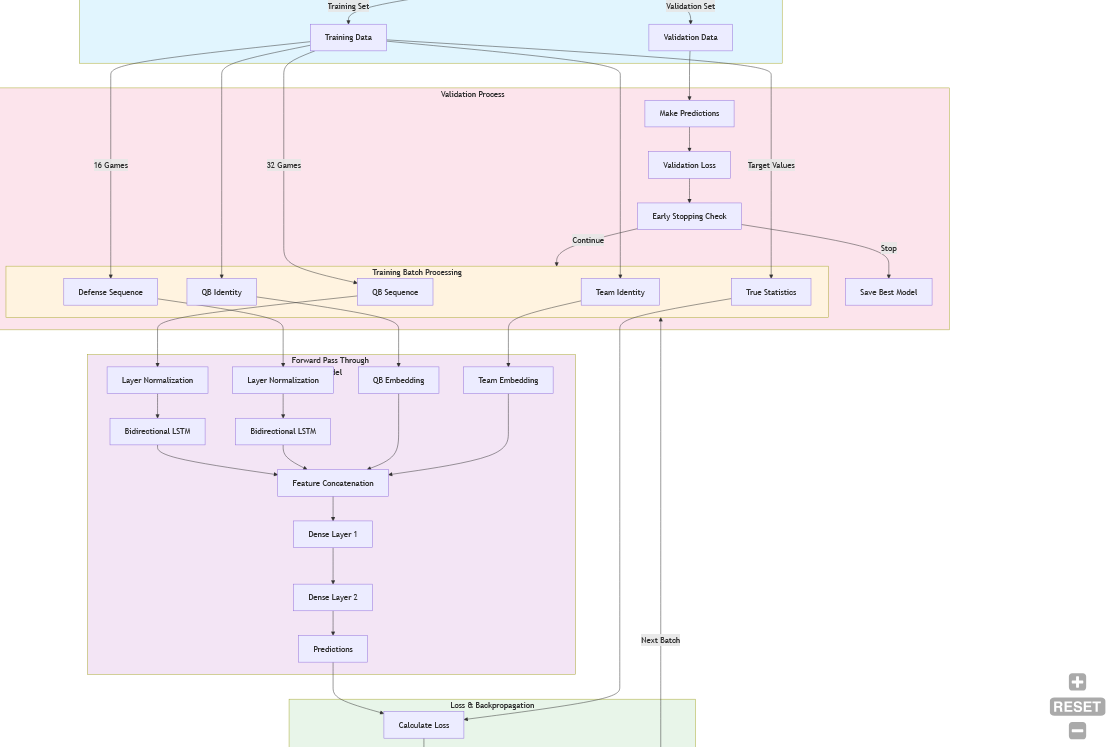 Training Set
Validation Set
Training Data
Validation Data
Validation Process
Make Predictions
16 Games
32 Games
Validation Loss
Target Values
Early Stopping Check
Continue
Stop
Training Batch Processing
Defense Sequence
QB Identity
QB Sequence
Team Identity
True Statistics
Save Best Model
Forward Pass Through
del
Layer Normalization
Layer Normalization
QB Embedding
Team Embedding
Bidirectional LSTM
Bidirectional LSTM
Feature Concatenation
Dense Layer 1
Dense Layer 2
Next Batch
Predictions
Loss & Backpropagation
Calculate Loss
RESET